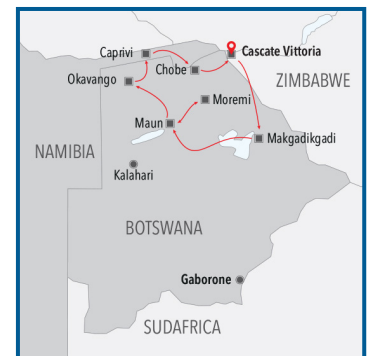 Caprivi
Cascate Vittoria
Chobe
Okavango
ZIMBABWE
Moremi
Maun
Makgadikgadi
NAMIBIA
Kalahari
BOTSWANA
Gaborone
SUDAFRICA